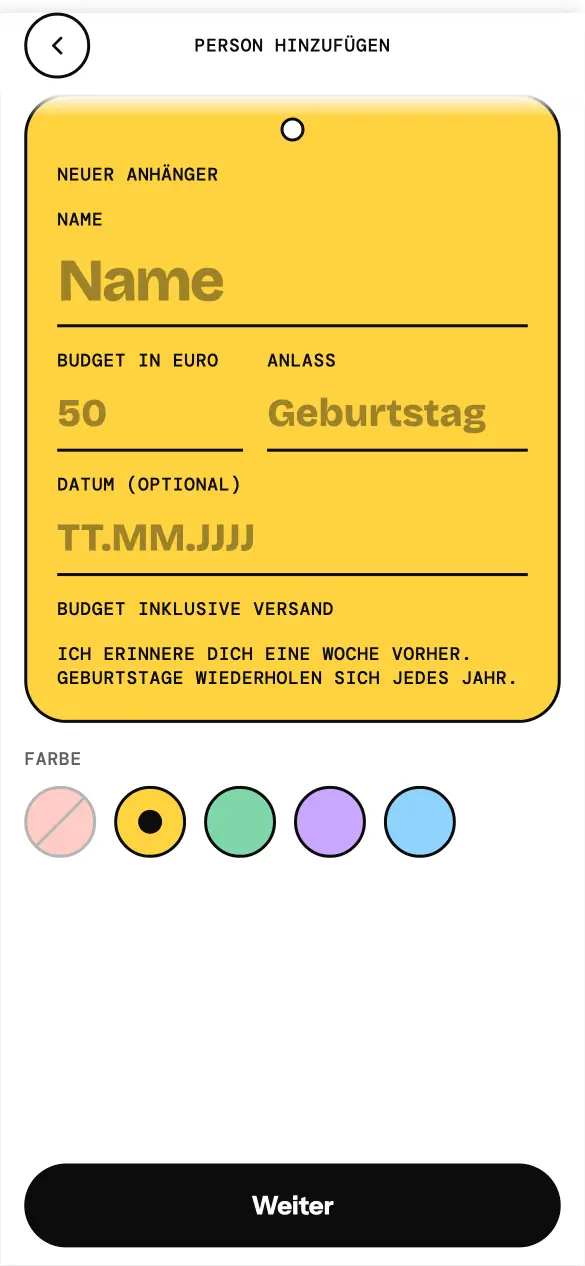 PERSON HINZUFÜGEN
NEUER ANHÄNGER
NAME
Name
BUDGET IN EURO
ANLASS
50
Geburtstag
DATUM (OPTIONAL)
TT.MM.JJJJ
BUDGET INKLUSIVE VERSAND
ICH ERINNERE DICH EINE WOCHE VORHER.
GEBURTSTAGE WIEDERHOLEN SICH JEDES JAHR.
FARBE
Weiter